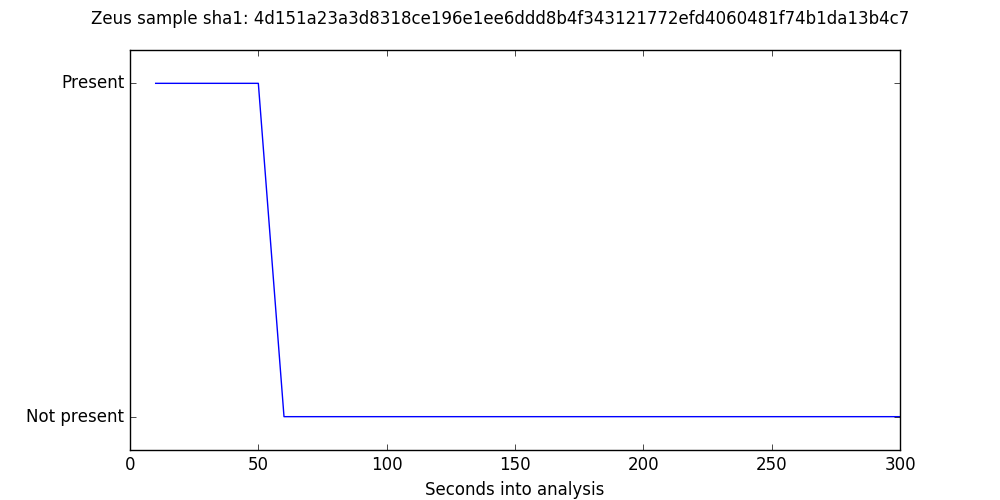 Zeus sample sha1: 4d151a23a3d8318ce196e1ee6ddd8b4f343121772efd4060481f74b1da13b4c7
Present
Not present
0 50 100 150 200 250 300
Seconds into analysis